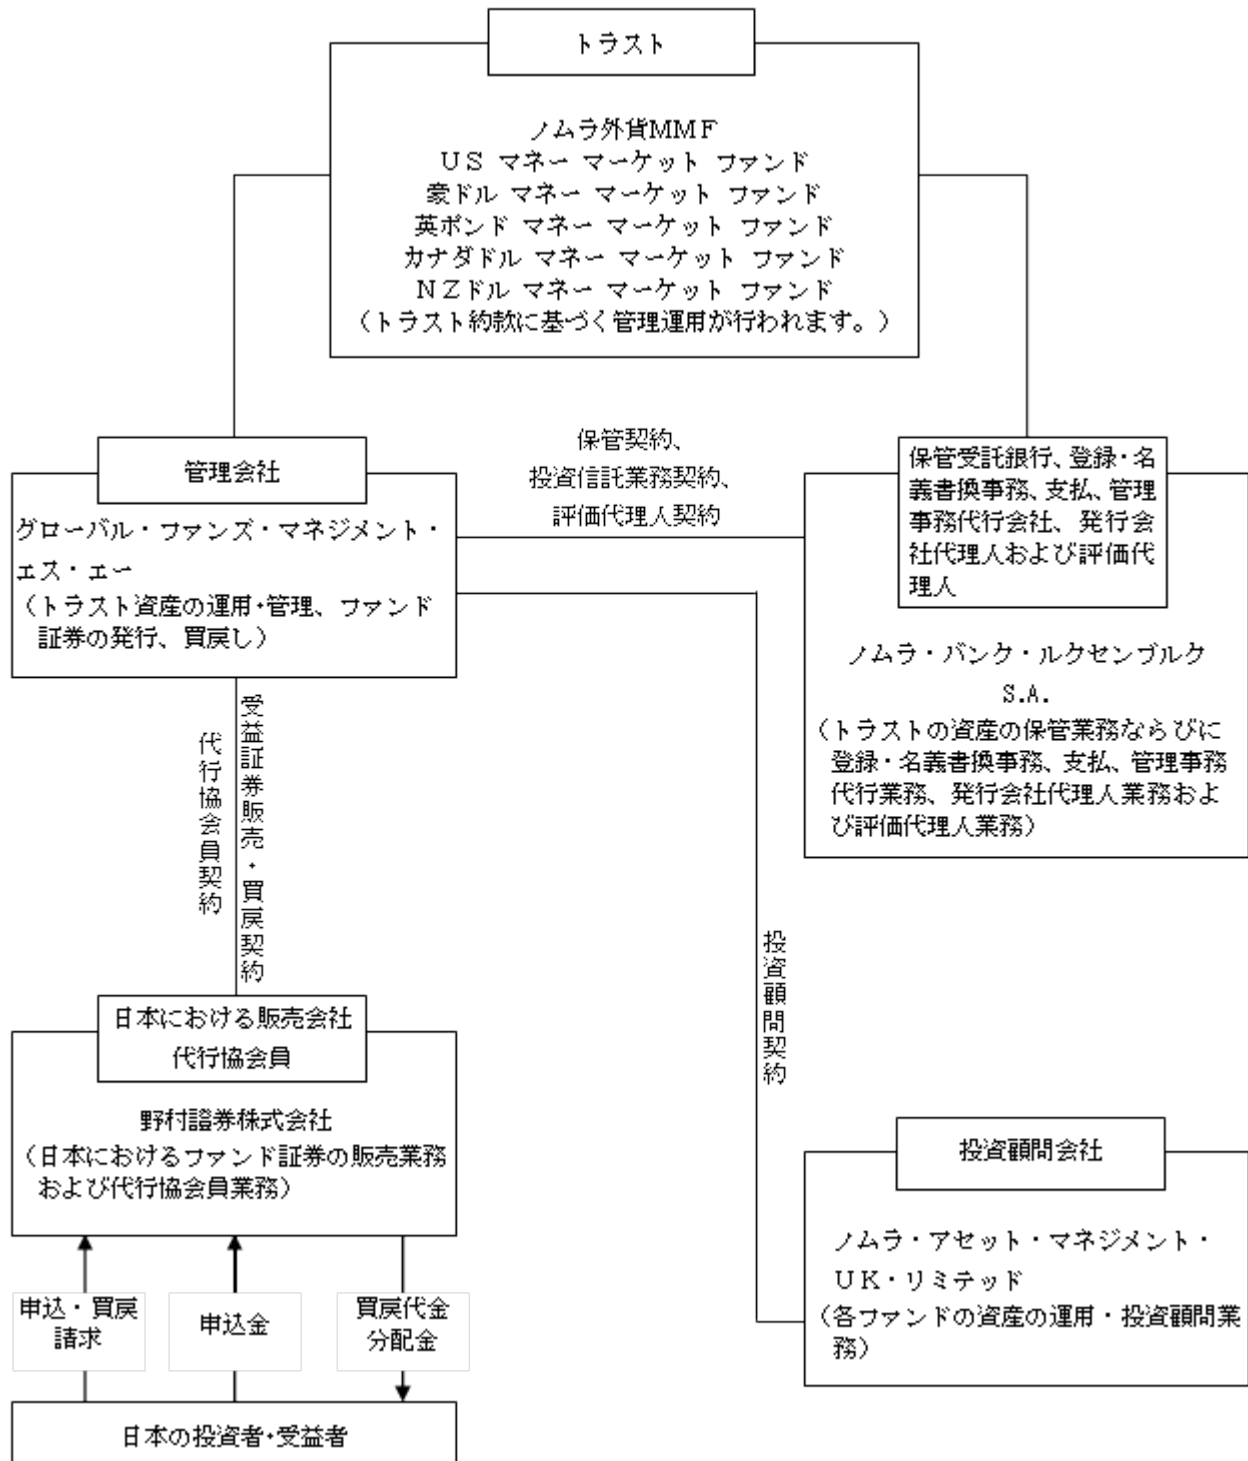 トラスト
ノムラ外貨MMF
US マネー マーケット ファンド
豪ドル マネー マーケット ファンド
英ポンド マネー マーケット ファンド
カナダドル マネー マーケット ファンド
NZドル マネー マーケット ファンド
（トラスト約款に基づく管理運用が行われます。）
管理会社
グローバル・ファンズ・マネジメント・
エス・エー
（トラスト資産の運用・管理、ファンド
証券の発行、買戻し）
保管契約、
投資信託業務契約、
評価代理人契約
保管受託銀行、登録・名
義書換事務、支払、管理
事務代行会社、発行会
社代理人および評価代
理人
ノムラ・バンク・ルクセンブルク
S.A.
（トラストの資産の保管業務ならびに
登録・名義書換事務、支払、管理事務
代行業務、発行会社代理人業務およ
び評価代理人業務）
代行協会員契約
受益証券販売・買戻契約
投資顧問契約
日本における販売会社
代行協会員
野村證券株式会社
（日本におけるファンド証券の販売業務
および代行協会員業務）
投資顧問会社
ノムラ・アセット・マネジメント・
UK・リミテッド
（各ファンドの資産の運用・投資顧問業
務）
申込・買戻
請求
申込金
買戻代金
分配金
日本の投資者・受益者